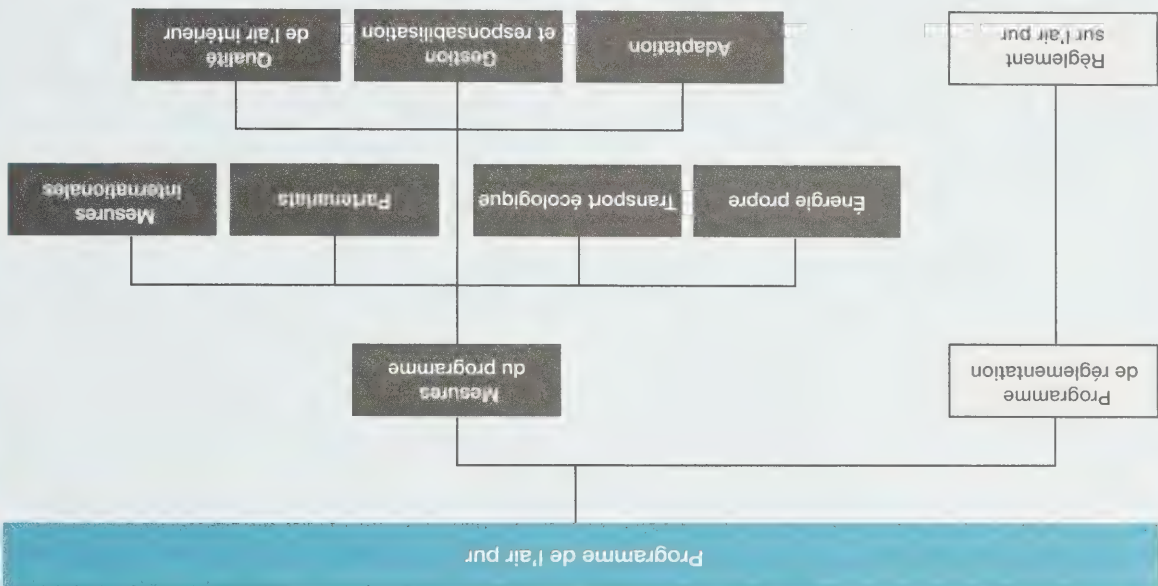 Programme de l'air pur
Programme
de réglementation
Mesures
du programme
Énergie propre
Transport écologique
Partenariats
Mesures
internationales
Règlement
sur l'air pur
Adaptation
Gestion
et responsabilisation
Qualité
de l'air intérieur